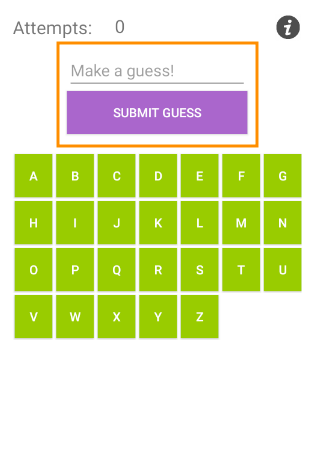 Attempts: 0
Make a guess!
SUBMIT GUESS
A B C D E F G
H I J K L M N
O P Q R S T U
V W X Y Z